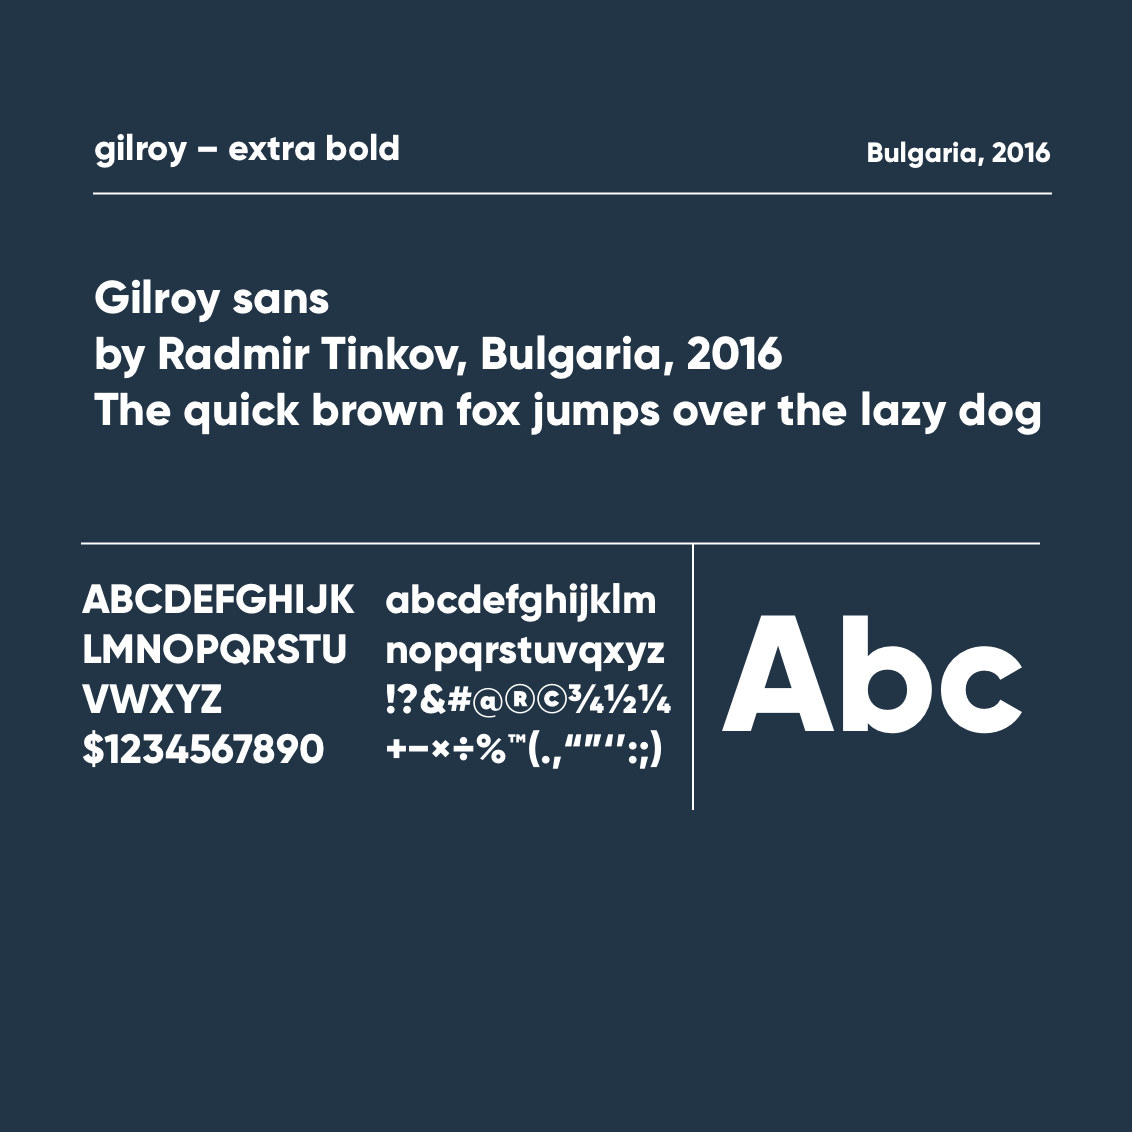 gilroy – extra bold
Bulgaria, 2016
Gilroy sans
by Radmir Tinkov, Bulgaria, 2016
The quick brown fox jumps over the lazy dog
ABCDEFGHIJK
LMNOPQRSTU
VWXYZ
$1234567890
abcdefghijklm
nopqrstuvqxyz
!?&#@®©¾½¼
+−×÷%™(.,“”‘’:;)
Abc